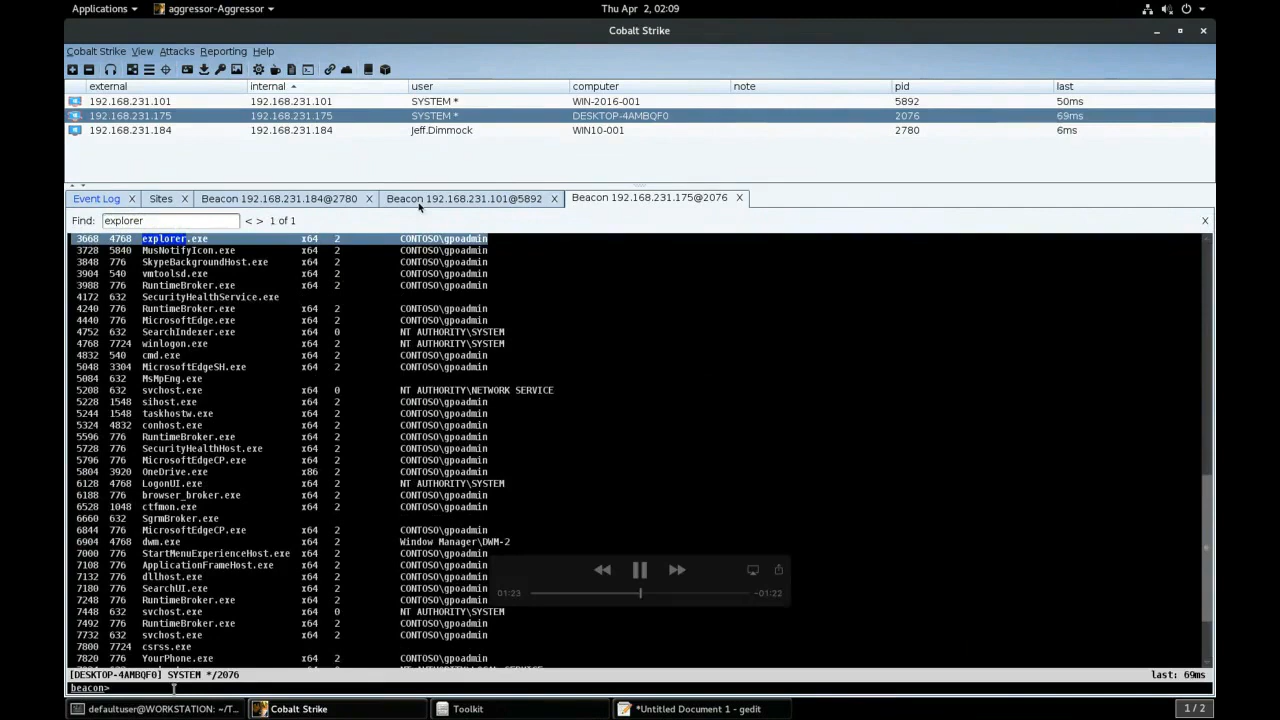 Applications aggressor-Aggressor Thu Apr 2, 02:09
Cobalt Strike
Cobalt Strike View Attacks Reporting Help
external internal user computer note pid last
192.168.231.101 192.168.231.101 SYSTEM * WIN-2016-001 5892 50ms
192.168.231.175 192.168.231.175 SYSTEM * DESKTOP-4AMBQF0 2076 69ms
192.168.231.184 192.168.231.184 Jeff.Dimmock WIN10-001 2780 6ms
Event Log X Sites X Beacon 192.168.231.184@2780 X Beacon 192.168.231.101@5892 X Beacon 192.168.231.175@2076 X
Find: explorer < > 1 of 1 X
3668 4768 explorer.exe x64 2 CONTOSO\gpoadmin
3728 5840 MusNotifyIcon.exe x64 2 CONTOSO\gpoadmin
3848 776 SkypeBackgroundHost.exe x64 2 CONTOSO\gpoadmin
3904 540 vmtoolsd.exe x64 2 CONTOSO\gpoadmin
3988 776 RuntimeBroker.exe x64 2 CONTOSO\gpoadmin
4172 632 SecurityHealthService.exe
4240 776 RuntimeBroker.exe x64 2 CONTOSO\gpoadmin
4440 776 MicrosoftEdge.exe x64 2 CONTOSO\gpoadmin
4752 632 SearchIndexer.exe x64 0 NT AUTHORITY\SYSTEM
4768 7724 winlogon.exe x64 2 NT AUTHORITY\SYSTEM
4832 540 cmd.exe x64 2 CONTOSO\gpoadmin
5048 3304 MicrosoftEdgeSH.exe x64 2 CONTOSO\gpoadmin
5084 632 MsMpEng.exe
5208 632 svchost.exe x64 0 NT AUTHORITY\NETWORK SERVICE
5228 1548 sihost.exe x64 2 CONTOSO\gpoadmin
5244 1548 taskhostw.exe x64 2 CONTOSO\gpoadmin
5324 4832 conhost.exe x64 2 CONTOSO\gpoadmin
5596 776 RuntimeBroker.exe x64 2 CONTOSO\gpoadmin
5728 776 SecurityHealthHost.exe x64 2 CONTOSO\gpoadmin
5796 776 MicrosoftEdgeCP.exe x64 2 CONTOSO\gpoadmin
5804 3920 OneDrive.exe x86 2 CONTOSO\gpoadmin
6128 4768 LogonUI.exe x64 2 NT AUTHORITY\SYSTEM
6188 776 browser_broker.exe x64 2 CONTOSO\gpoadmin
6528 1048 ctfmon.exe x64 2 CONTOSO\gpoadmin
6660 632 SgrmBroker.exe
6844 776 MicrosoftEdgeCP.exe x64 2 CONTOSO\gpoadmin
6904 4768 dwm.exe x64 2 Window Manager\DWM-2
7000 776 StartMenuExperienceHost.exe x64 2 CONTOSO\gpoadmin
7108 776 ApplicationFrameHost.exe x64 2 CONTOSO\gpoadmin
7132 776 dllhost.exe x64 2 CONTOSO\gpoadmin
7180 776 SearchUI.exe x64 2 CONTOSO\gpoadmin
7248 776 RuntimeBroker.exe x64 2 CONTOSO\gpoadmin
7448 632 svchost.exe x64 0 NT AUTHORITY\SYSTEM
7492 776 RuntimeBroker.exe x64 2 CONTOSO\gpoadmin
7732 632 svchost.exe x64 2 CONTOSO\gpoadmin
7800 7724 csrss.exe
7820 776 YourPhone.exe x64 2 CONTOSO\gpoadmin
01:23 -01:22
[DESKTOP-4AMBQF0] SYSTEM */2076 last: 69ms
beacon>
defaultuser@WORKSTATION: ~/T... Cobalt Strike Toolkit *Untitled Document 1 - gedit 1 / 2